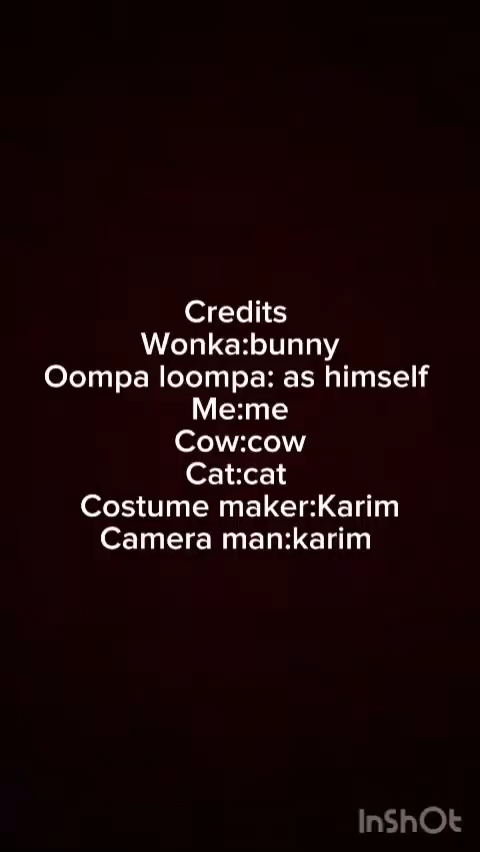 Credits
Wonka:bunny
Oompa loompa: as himself
Me:me
Cow:cow
Cat:cat
Costume maker:Karim
Camera man:karim
InShOt